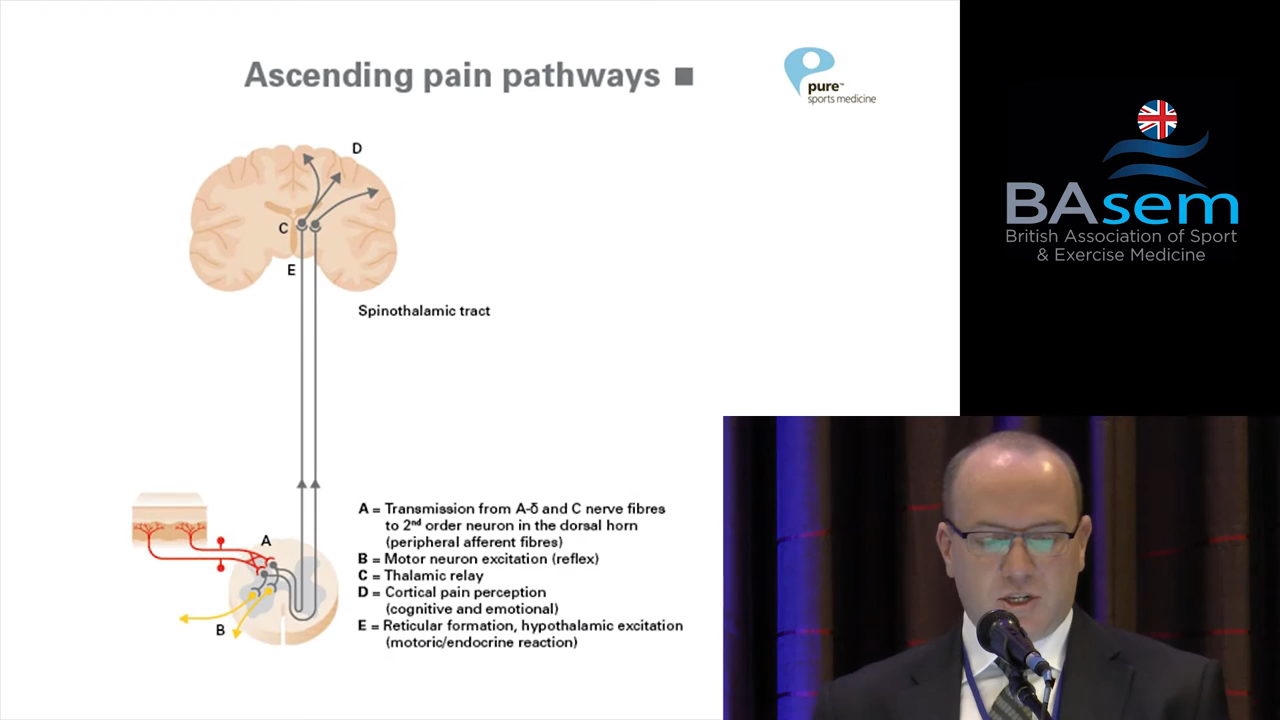 Ascending pain pathways
pure™
sports medicine
D
C
E
Spinothalamic tract
A
B
A = Transmission from A-δ and C nerve fibres
to 2nd order neuron in the dorsal horn
(peripheral afferent fibres)
B = Motor neuron excitation (reflex)
C = Thalamic relay
D = Cortical pain perception
(cognitive and emotional)
E = Reticular formation, hypothalamic excitation
(motoric/endocrine reaction)
BAsem
British Association of Sport
& Exercise Medicine